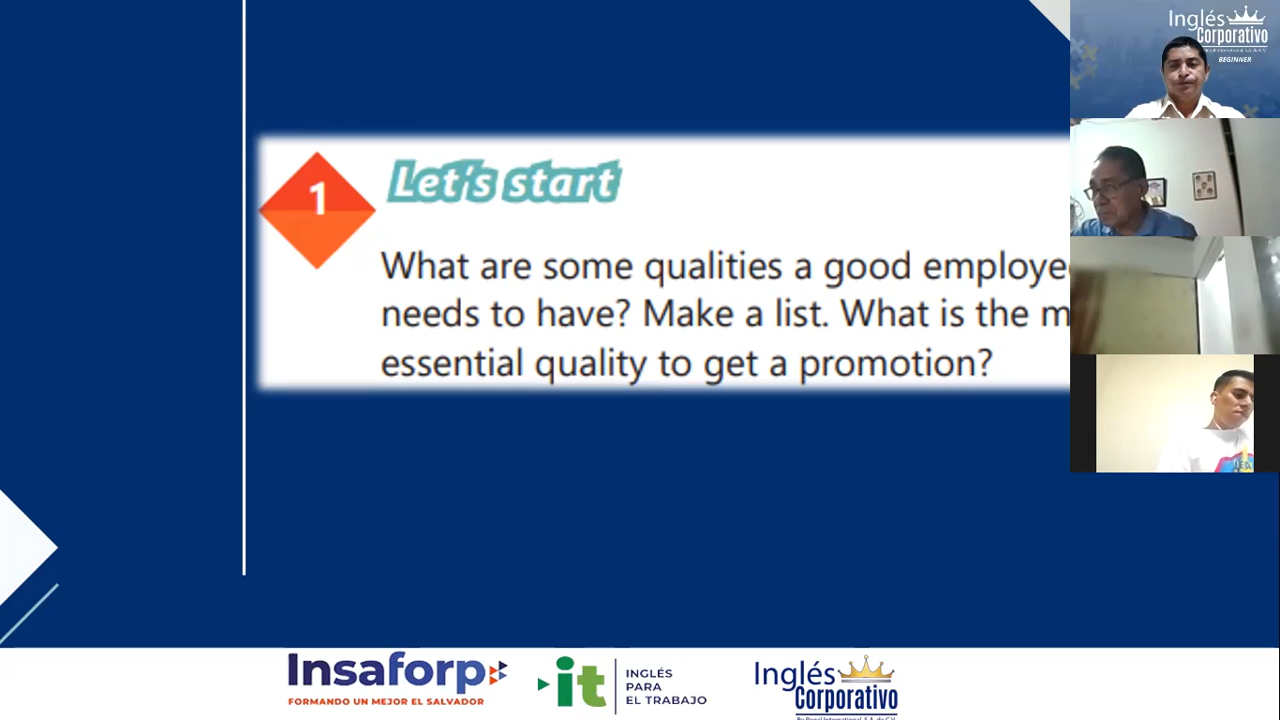 1
Let's start
What are some qualities a good employe
needs to have? Make a list. What is the m
essential quality to get a promotion?
Inglés
Corporativo
BEGINNER
Insaforp
FORMANDO UN MEJOR EL SALVADOR
it
INGLÉS
PARA
EL TRABAJO
Inglés
Corporativo